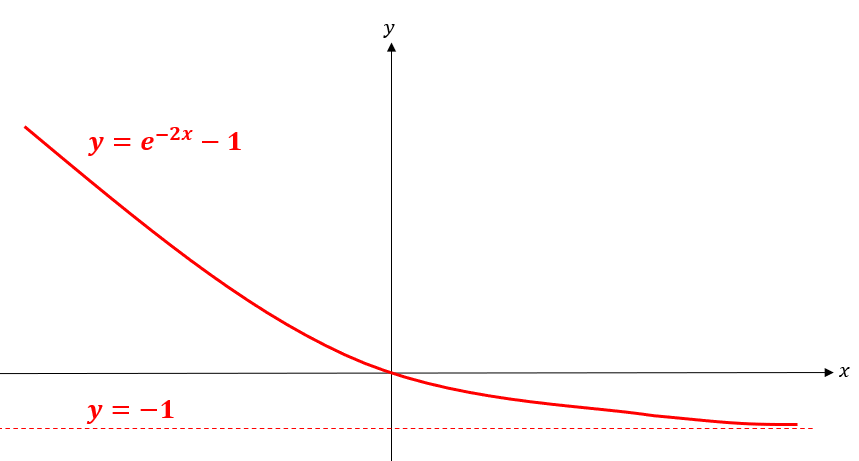 y
y = e⁻²ˣ − 1
x
y = −1